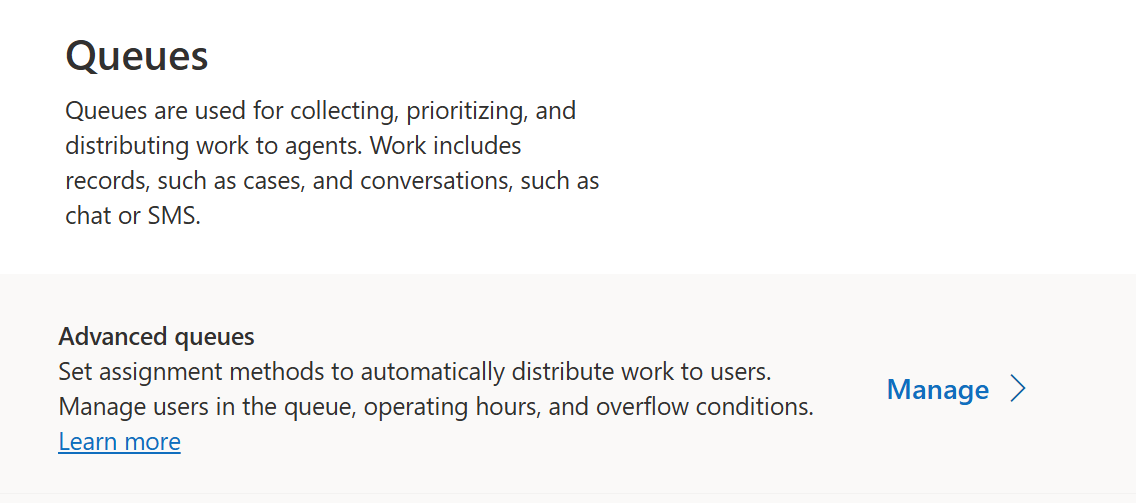 Queues
Queues are used for collecting, prioritizing, and
distributing work to agents. Work includes
records, such as cases, and conversations, such as
chat or SMS.
Advanced queues
Set assignment methods to automatically distribute work to users.
Manage users in the queue, operating hours, and overflow conditions.
Learn more
Manage